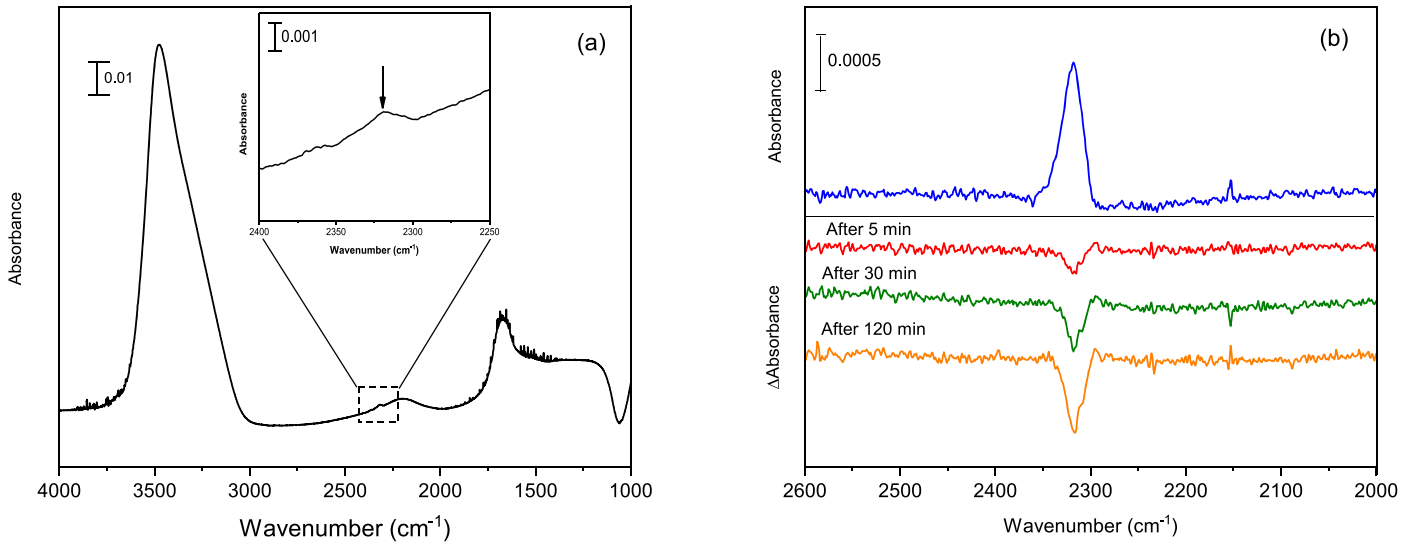 (a)
0.01
0.001
Absorbance
2400 2350 2300 2250
Wavenumber (cm⁻¹)
Absorbance
4000 3500 3000 2500 2000 1500 1000
Wavenumber (cm⁻¹)
(b)
0.0005
Absorbance
After 5 min
After 30 min
After 120 min
ΔAbsorbance
2600 2500 2400 2300 2200 2100 2000
Wavenumber (cm⁻¹)